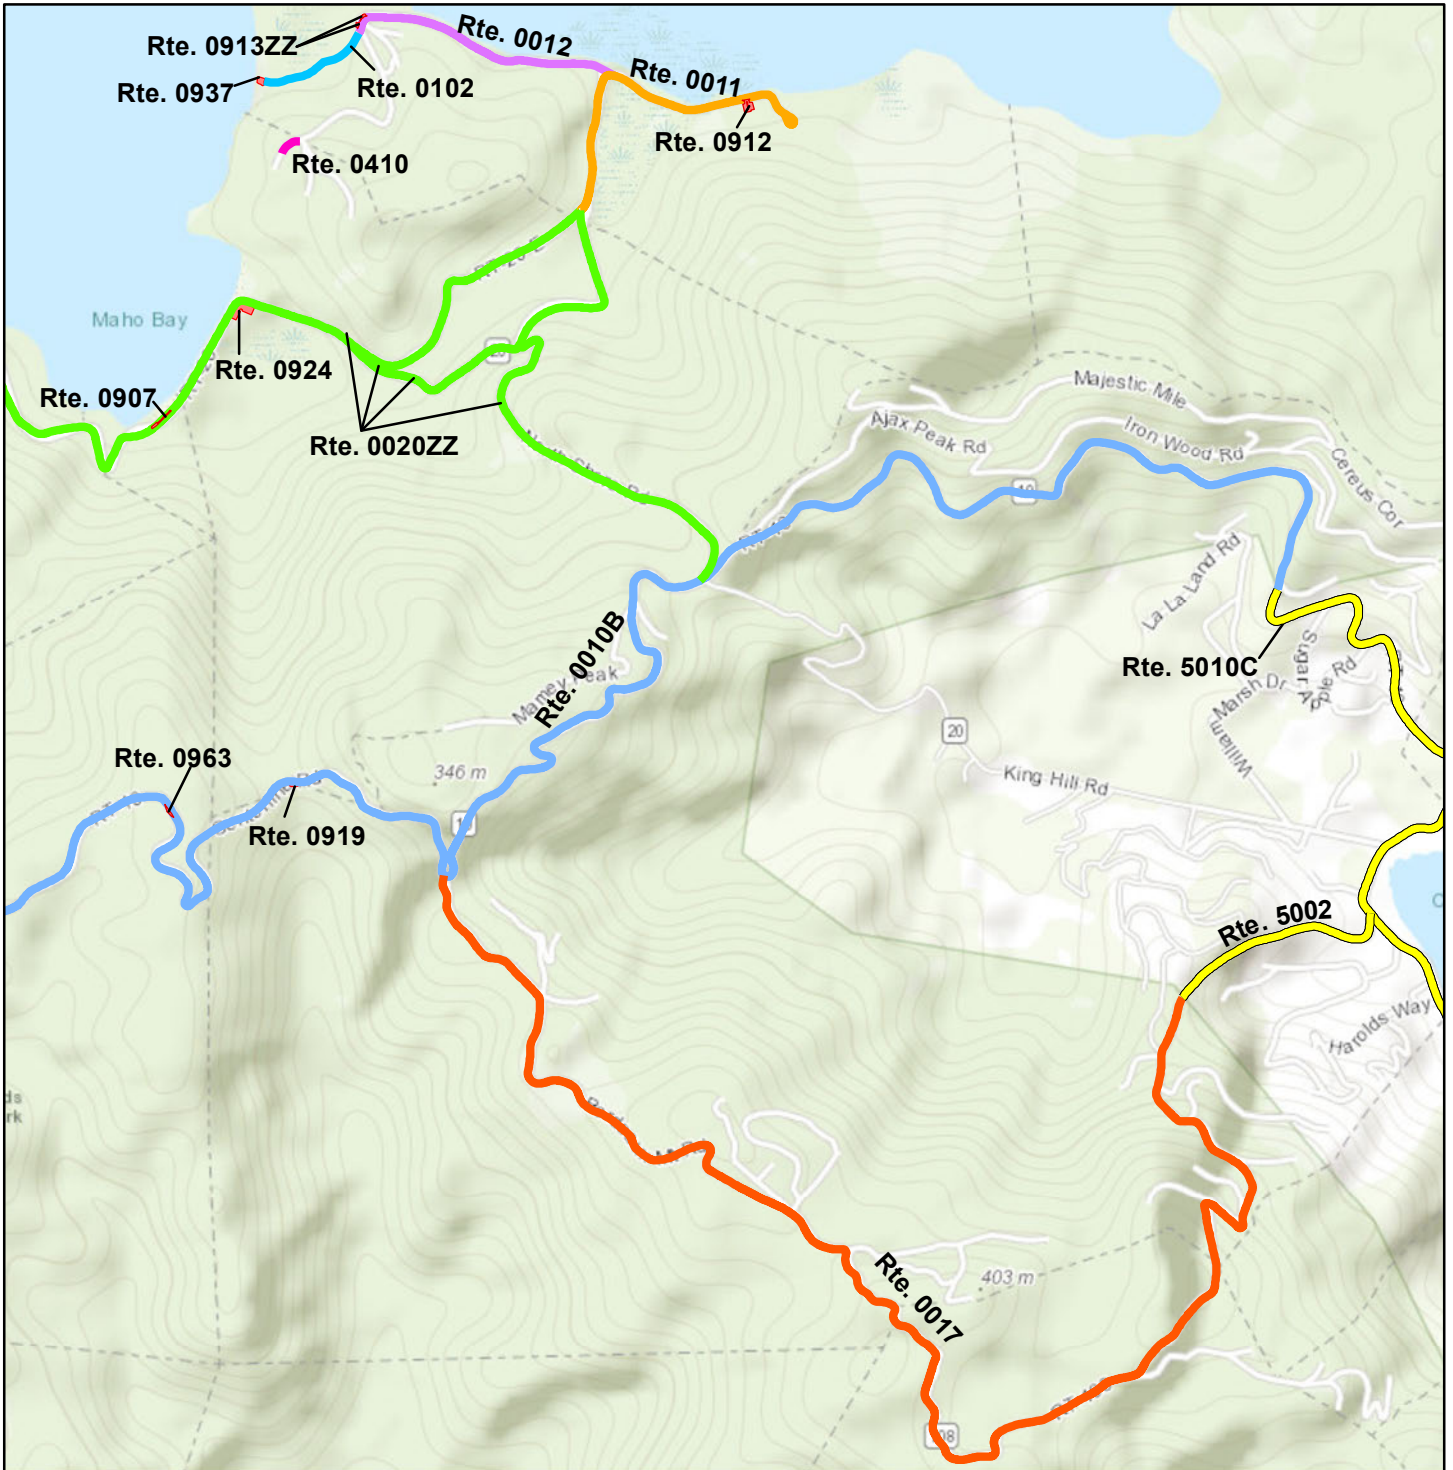 Rte. 0913ZZ
Rte. 0012
Rte. 0937
Rte. 0102
Rte. 0011
Rte. 0912
Rte. 0410
Maho Bay
Rte. 0924
Rte. 0907
Rte. 0020ZZ
Majestic Mile
Ajax Peak Rd
Iron Wood Rd
Cereus Cor
La La Land Rd
Rte. 5010C
Marsh Dr
William
Rte. 0010B
Mamey Peak
20
King Hill Rd
346 m
Rte. 0963
Rte. 0919
Rte. 5002
Harolds Way
403 m
Rte. 0017